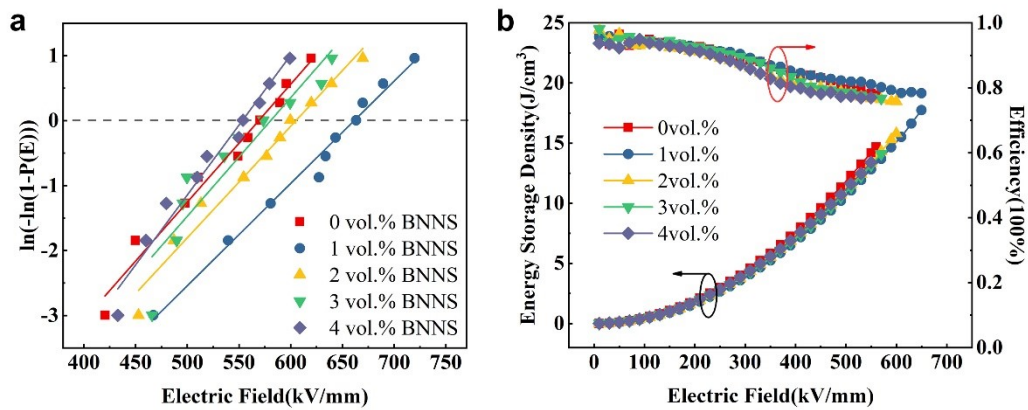 a
ln(-ln(1-P(E)))
1
0
-1
-2
-3
400 450 500 550 600 650 700 750
Electric Field(kV/mm)
0 vol.% BNNS
1 vol.% BNNS
2 vol.% BNNS
3 vol.% BNNS
4 vol.% BNNS
b
Energy Storage Density(J/cm³)
25
20
15
10
5
0
0 100 200 300 400 500 600 700
Electric Field(kV/mm)
0vol.%
1vol.%
2vol.%
3vol.%
4vol.%
1.0
0.8
0.6
0.4
0.2
0.0
Efficiency(100%)